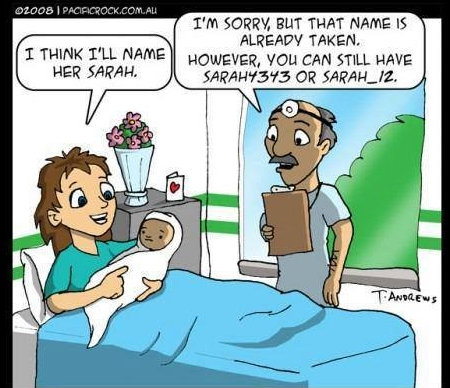 ©2008 | PACIFICROCK.COM.AU
I THINK I'LL NAME
HER SARAH.
I'M SORRY, BUT THAT NAME IS
ALREADY TAKEN.
HOWEVER, YOU CAN STILL HAVE
SARAH4343 OR SARAH_12.
T. ANDREWS